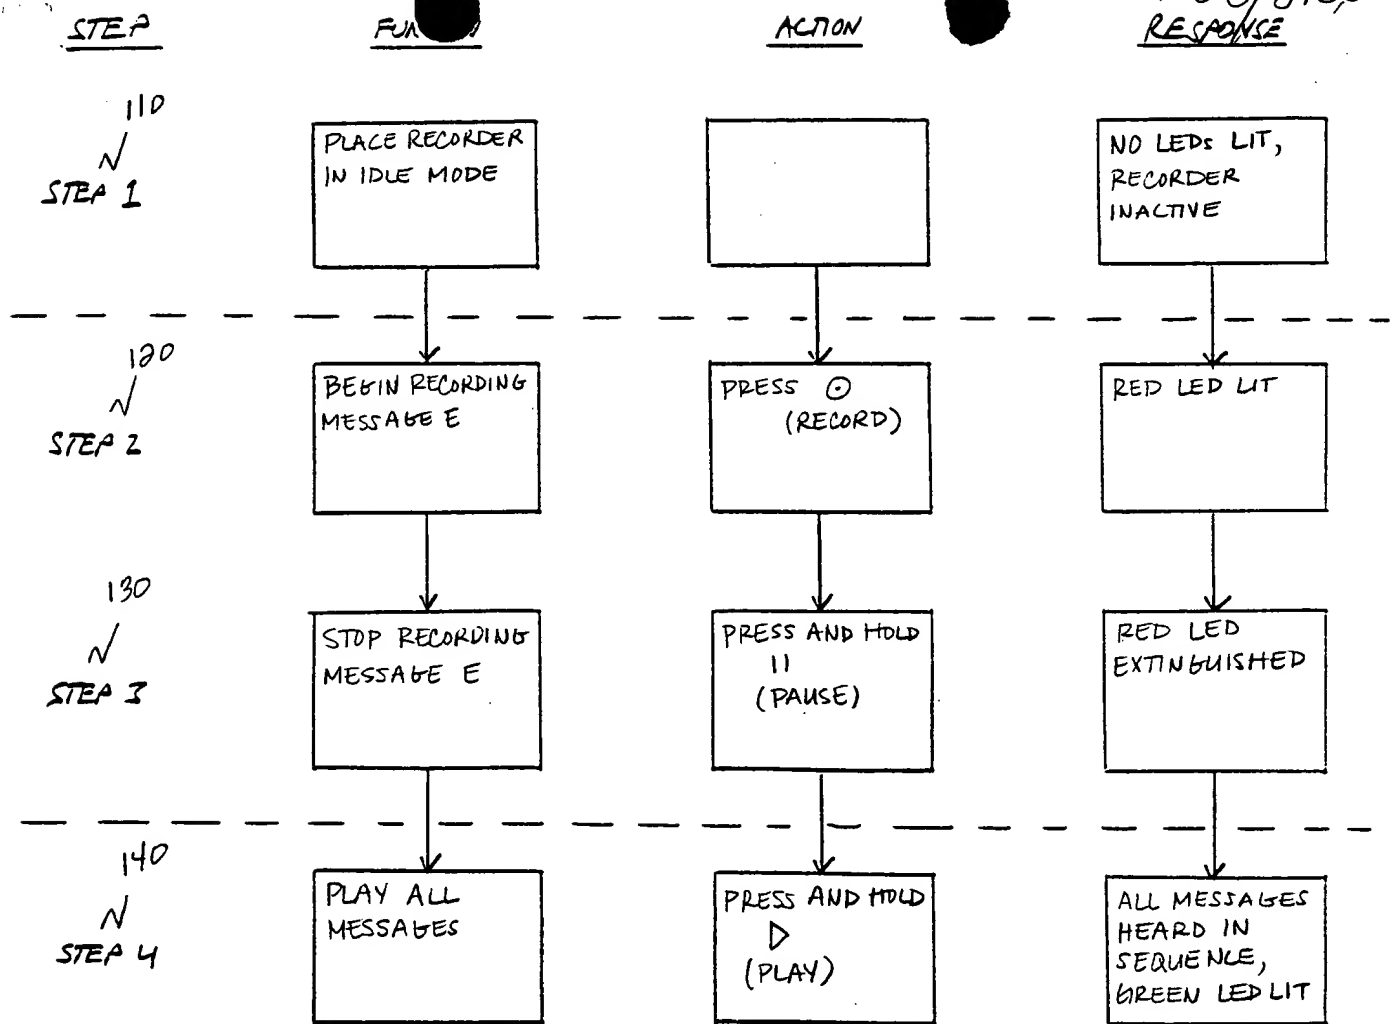 STEP
ACTION
RESPONSE
110
STEP 1
PLACE RECORDER
IN IDLE MODE
NO LEDs LIT,
RECORDER
INACTIVE
120
STEP 2
BEGIN RECORDING
MESSAGE E
PRESS ⊙
(RECORD)
RED LED LIT
130
STEP 3
STOP RECORDING
MESSAGE E
PRESS AND HOLD
II
(PAUSE)
RED LED
EXTINGUISHED
140
STEP 4
PLAY ALL
MESSAGES
PRESS AND HOLD
▷
(PLAY)
ALL MESSAGES
HEARD IN
SEQUENCE,
GREEN LED LIT